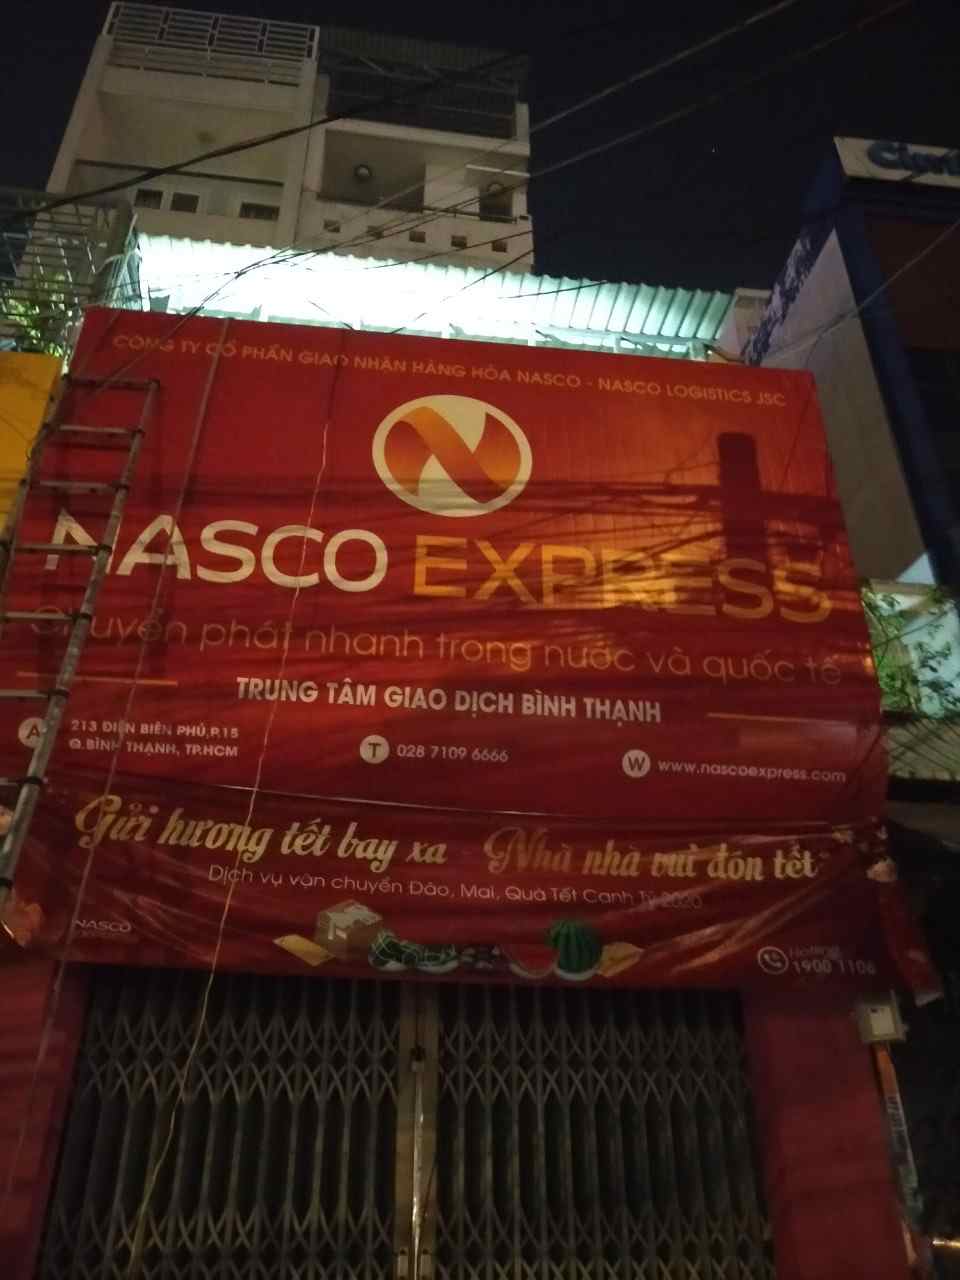 CÔNG TY CỔ PHẦN GIAO NHẬN HÀNG HÓA NASCO - NASCO LOGISTICS JSC
NASCO EXPRESS
Chuyển phát nhanh trong nước và quốc tế
TRUNG TÂM GIAO DỊCH BÌNH THẠNH
A 213 ĐIỆN BIÊN PHỦ, P.15
Q.BÌNH THẠNH, TP.HCM
T 028 7109 6666
W www.nascoexpress.com
Gửi hương tết bay xa Nhà nhà vui đón tết
Dịch vụ vận chuyển Đào, Mai, Quà Tết Canh Tý 2020
NASCO
Hotline
1900 1106